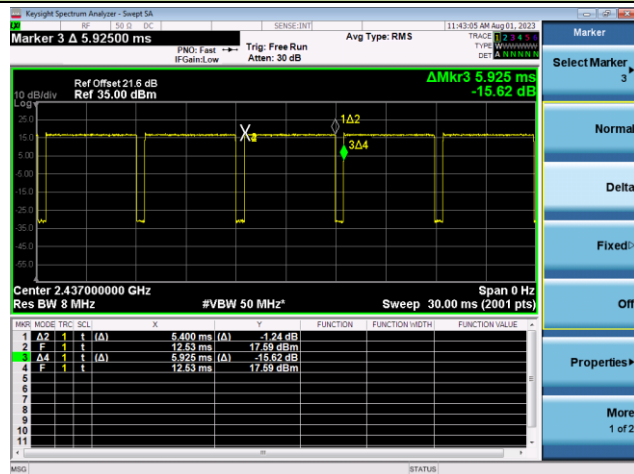 Keysight Spectrum Analyzer - Swept SA
RF 50 Ω DC SENSE:INT 11:43:05 AM Aug 01, 2023
Marker 3 Δ 5.92500 ms
PNO: Fast
IFGain:Low
Trig: Free Run
Atten: 30 dB
Avg Type: RMS
TRACE 1 2 3 4 5 6
TYPE WWWWWW
DET A N N N N N
ΔMkr3 5.925 ms
-15.62 dB
Ref Offset 21.6 dB
Ref 35.00 dBm
10 dB/div
Log
25.0
15.0
5.00
-5.00
-15.0
-25.0
-35.0
-45.0
-55.0
1Δ2
3Δ4
Center 2.437000000 GHz Span 0 Hz
Res BW 8 MHz #VBW 50 MHz* Sweep 30.00 ms (2001 pts)
MKR MODE TRC SCL X Y FUNCTION FUNCTION WIDTH FUNCTION VALUE
1 Δ2 1 t (Δ) 5.400 ms (Δ) -1.24 dB
2 F 1 t 12.53 ms 17.59 dBm
3 Δ4 1 t (Δ) 5.925 ms (Δ) -15.62 dB
4 F 1 t 12.53 ms 17.59 dBm
5
6
7
8
9
10
11
MSG STATUS
Marker
Select Marker
3
Normal
Delta
Fixed
Off
Properties
More
1 of 2